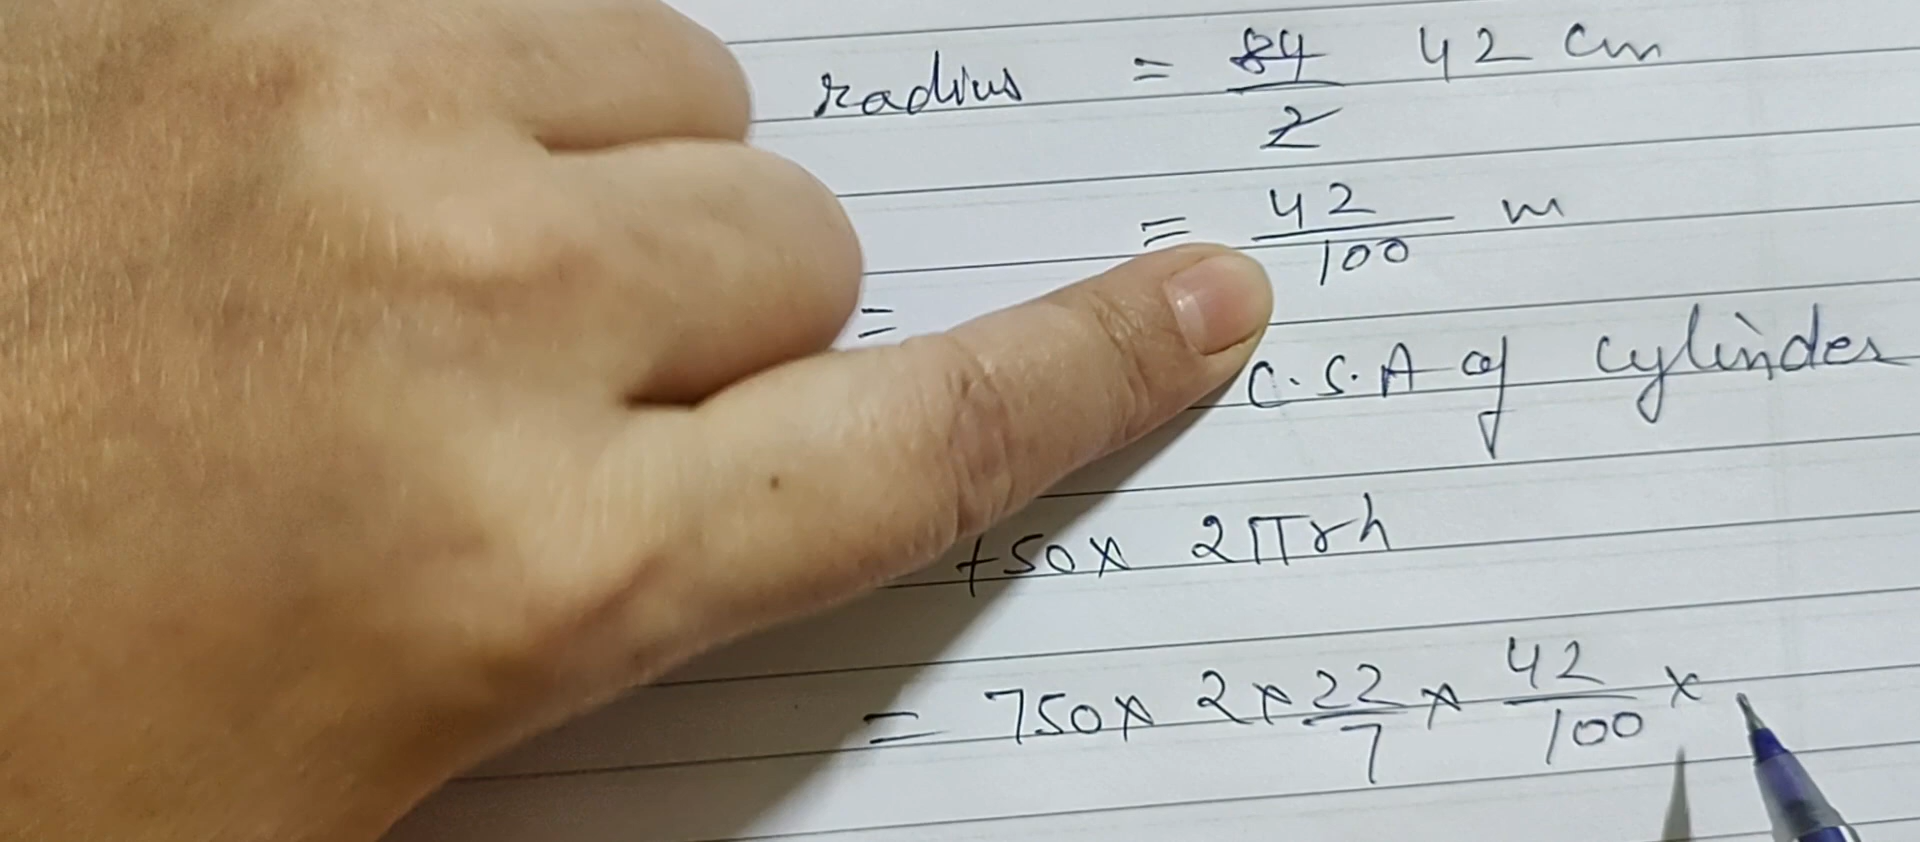 radius = 84/2 42 cm
= 42/100 m
=
C.S.A of cylinder
750 x 2πrh
= 750 x 2 x 22/7 x 42/100 x